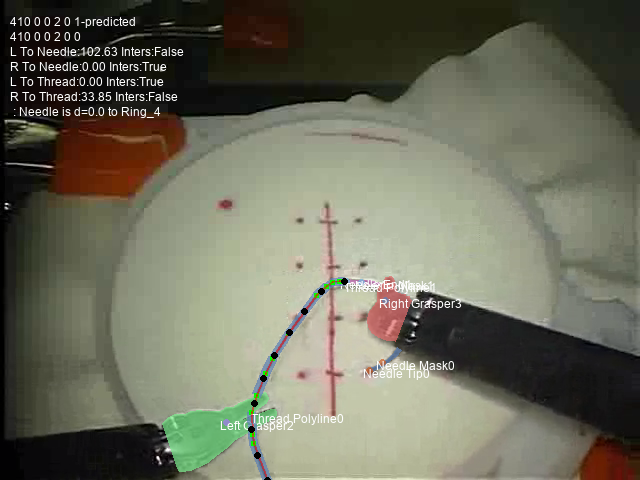 410 0 0 2 0 1-predicted
410 0 0 2 0 0
L To Needle:102.63 Inters:False
R To Needle:0.00 Inters:True
L To Thread:0.00 Inters:True
R To Thread:33.85 Inters:False
: Needle is d=0.0 to Ring_4
Thread Polyline1
Right Grasper3
Needle Mask0
Needle Tip0
Thread Polyline0
Left Grasper2